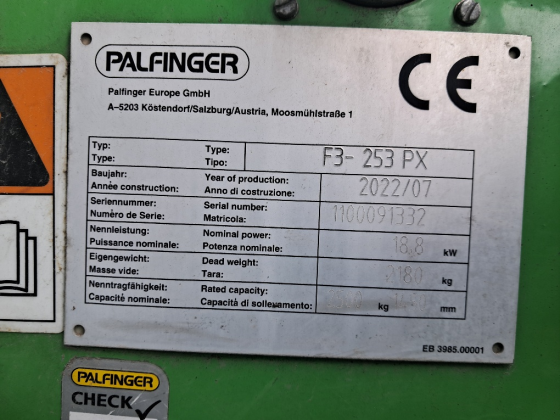 PALFINGER
CE
Palfinger Europe GmbH
A-5203 Köstendorf/Salzburg/Austria, Moosmühlstraße 1
Typ: Type: F3-253 PX
Type: Tipo:
Baujahr: Year of production: 2022/07
Année construction: Anno di costruzione:
Seriennummer: Serial number: 1100091332
Numéro de Serie: Matricola:
Nennleistung: Nominal power: 18,8 kW
Puissance nominale: Potenza nominale:
Eigengewicht: Dead weight: kg
Masse vide: Tara:
Nenntragfähigkeit: Rated capacity: kg mm
Capacité nominale: Capacità di sollevamento:
EB 3985.00001
PALFINGER
CHECK